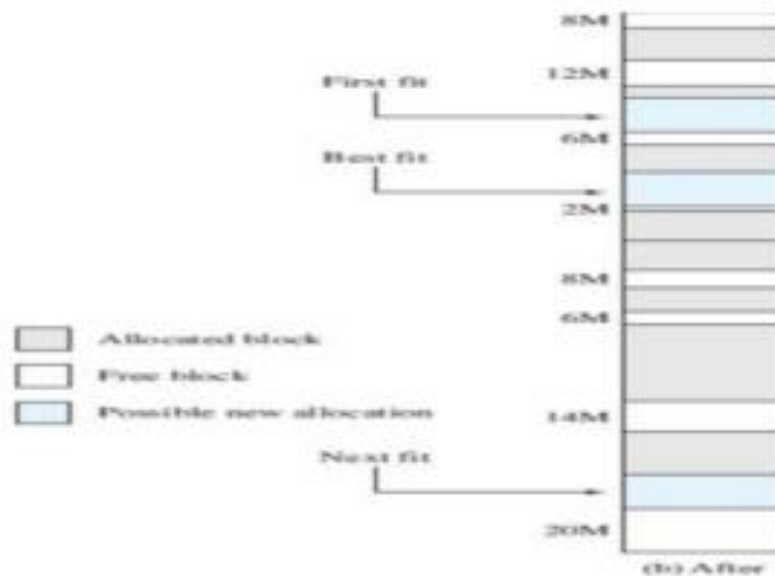 8M
12M
First fit
6M
Best fit
2M
8M
6M
Allocated block
Free block
Possible new allocation
14M
Next fit
20M
(b) After